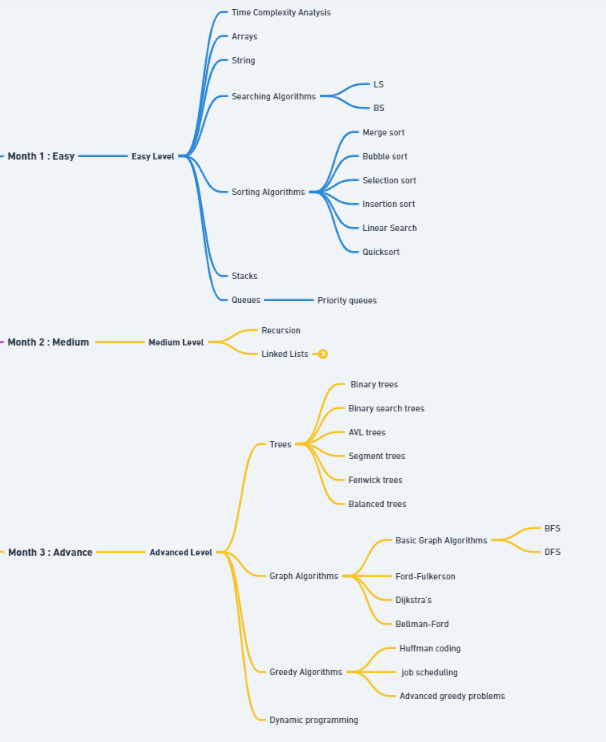 Month 1 : Easy
Easy Level
Time Complexity Analysis
Arrays
String
Searching Algorithms
LS
BS
Sorting Algorithms
Merge sort
Bubble sort
Selection sort
Insertion sort
Linear Search
Quicksort
Stacks
Queues
Priority queues
Month 2 : Medium
Medium Level
Recursion
Linked Lists
Month 3 : Advance
Advanced Level
Trees
Binary trees
Binary search trees
AVL trees
Segment trees
Fenwick trees
Balanced trees
Graph Algorithms
Basic Graph Algorithms
BFS
DFS
Ford-Fulkerson
Dijkstra's
Bellman-Ford
Greedy Algorithms
Huffman coding
job scheduling
Advanced greedy problems
Dynamic programming